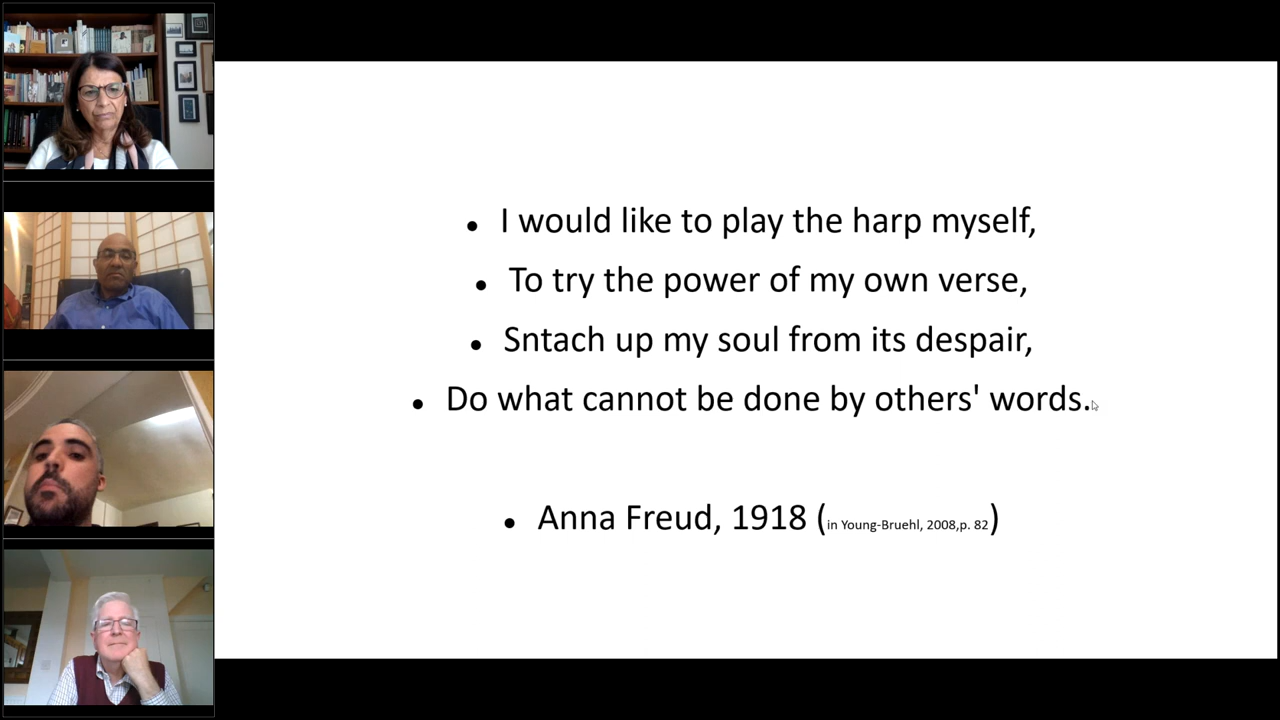 • I would like to play the harp myself,
• To try the power of my own verse,
• Sntach up my soul from its despair,
• Do what cannot be done by others' words.
• Anna Freud, 1918 (in Young-Bruehl, 2008,p. 82)